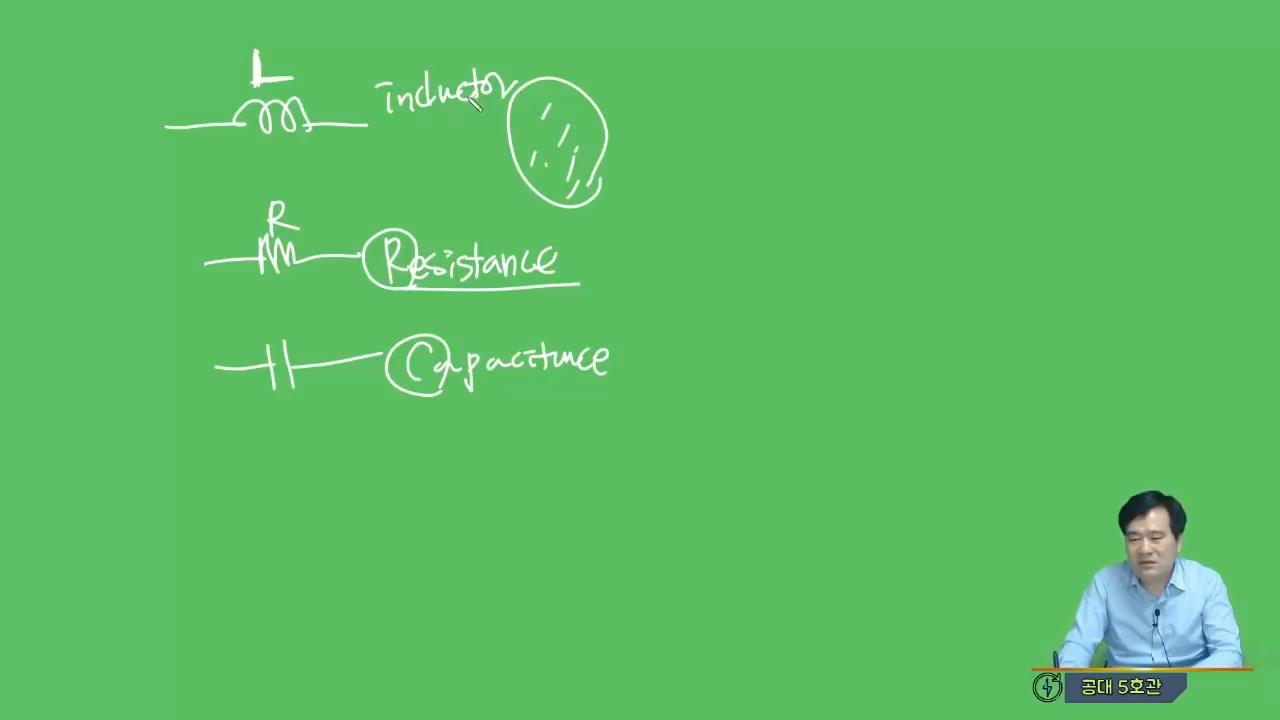 L
inductor
R
Resistance
Capacitance
공대 5호관